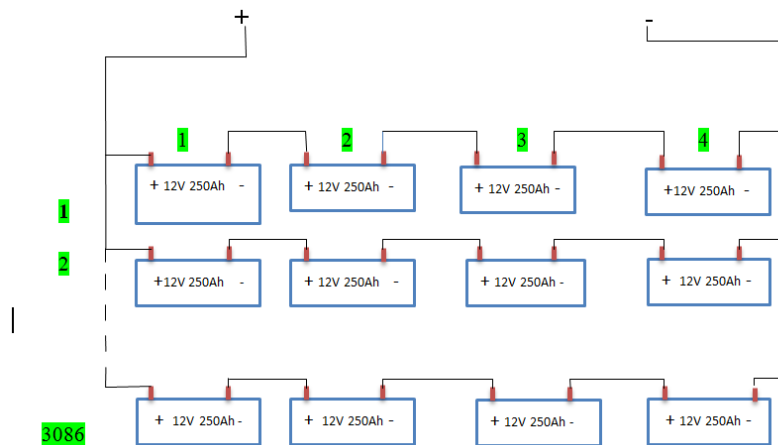 + -
1 2 3 4
+ 12V 250Ah - + 12V 250Ah - + 12V 250Ah - +12V 250Ah -
1
2
+12V 250Ah - + 12V 250Ah - + 12V 250Ah - + 12V 250Ah -
+ 12V 250Ah - + 12V 250Ah - + 12V 250Ah - + 12V 250Ah -
3086